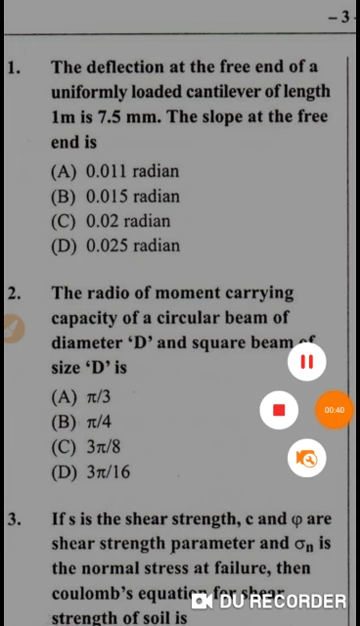 – 3
1. The deflection at the free end of a
uniformly loaded cantilever of length
1m is 7.5 mm. The slope at the free
end is
(A) 0.011 radian
(B) 0.015 radian
(C) 0.02 radian
(D) 0.025 radian
2. The radio of moment carrying
capacity of a circular beam of
diameter ‘D’ and square beam of
size ‘D’ is
(A) π/3
(B) π/4
(C) 3π/8
(D) 3π/16
00:40
3. If s is the shear strength, c and φ are
shear strength parameter and σn is
the normal stress at failure, then
coulomb’s equation for shear
strength of soil is
DU RECORDER